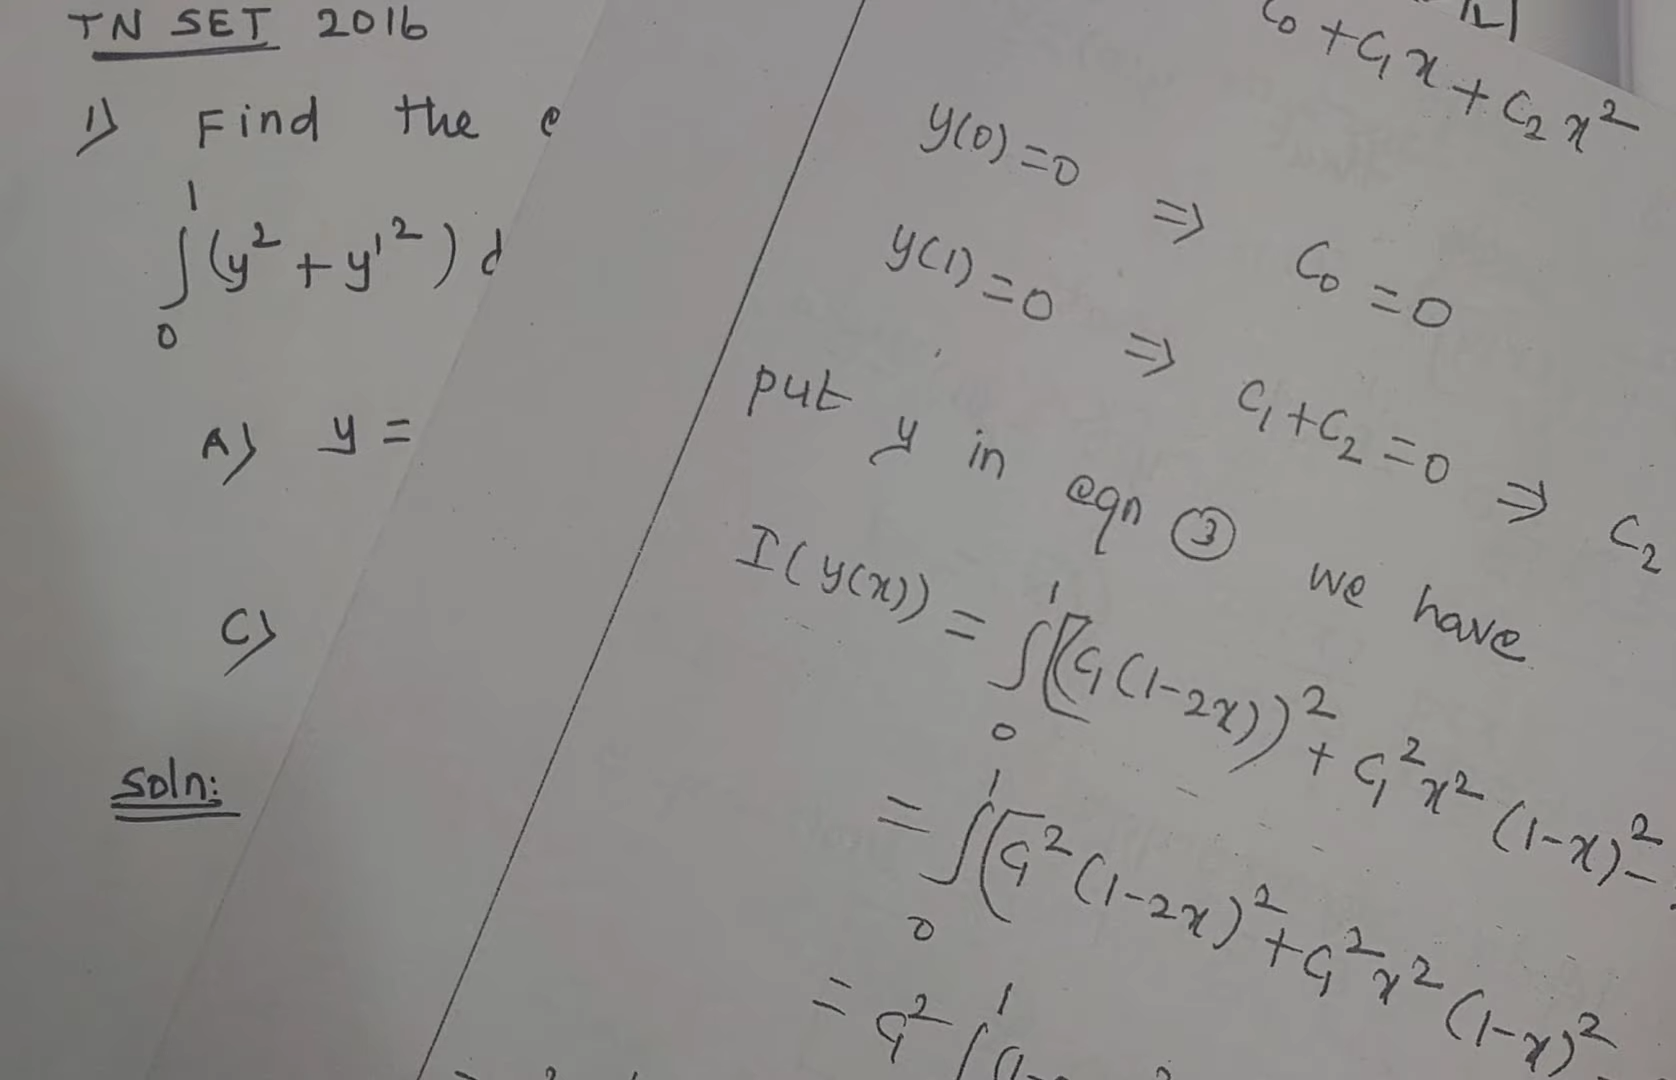 TN SET 2016
1) Find the e
∫₀¹ (y² + y'²) d
A) y =
C)
Soln:
C₀ + C₁x + C₂x²
y(0) = 0 ⇒ C₀ = 0
y(1) = 0 ⇒ C₁ + C₂ = 0 ⇒ C₂
put y in eqn ③ we have
I(y(x)) = ∫₀¹ [(C₁(1-2x))² + C₁²x²(1-x)² -
= ∫₀¹ [C₁²(1-2x)² + C₁²x²(1-x)²
= C₁² ∫